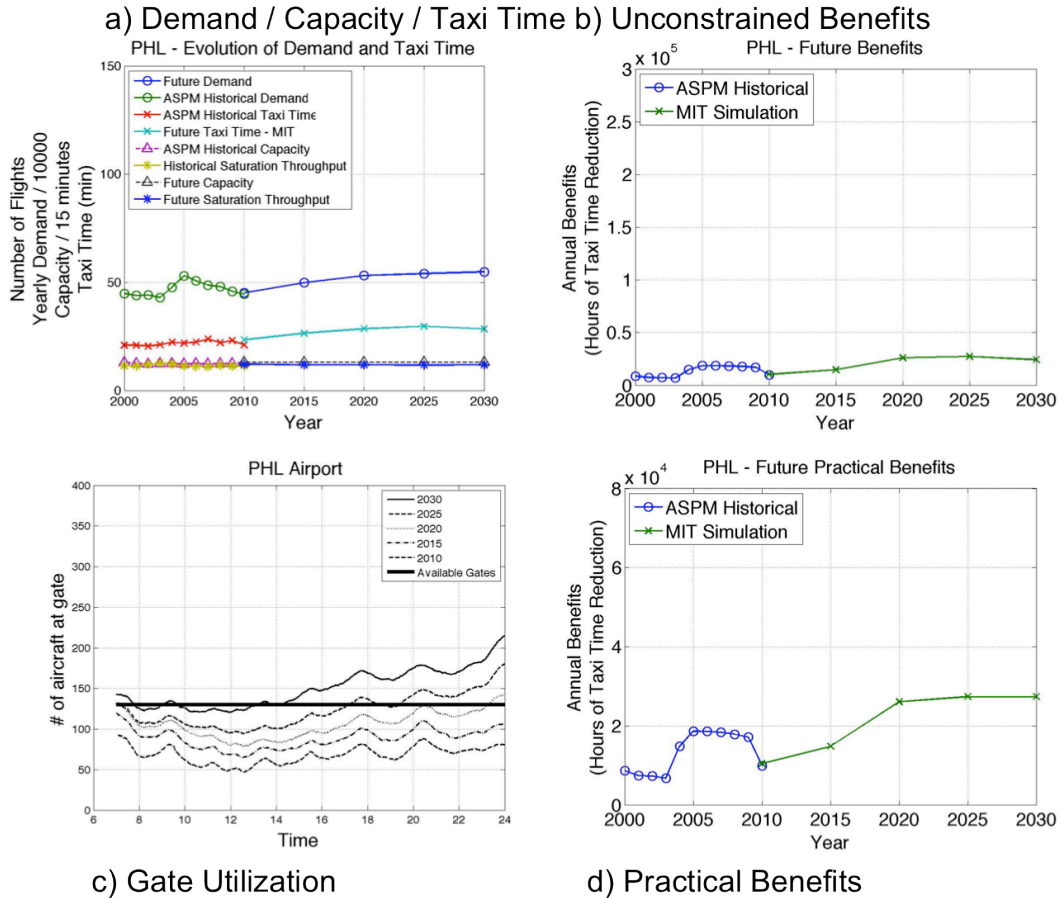 a) Demand / Capacity / Taxi Time b) Unconstrained Benefits
PHL - Evolution of Demand and Taxi Time
150
100
50
0
2000 2005 2010 2015 2020 2025 2030
Year
Number of Flights
Yearly Demand / 10000
Capacity / 15 minutes
Taxi Time (min)
Future Demand
ASPM Historical Demand
ASPM Historical Taxi Time
Future Taxi Time - MIT
ASPM Historical Capacity
Historical Saturation Throughput
Future Capacity
Future Saturation Throughput
PHL - Future Benefits
x 10^5
3
2.5
2
1.5
1
0.5
0
2000 2005 2010 2015 2020 2025 2030
Year
Annual Benefits
(Hours of Taxi Time Reduction)
ASPM Historical
MIT Simulation
PHL Airport
400
350
300
250
200
150
100
50
0
6 8 10 12 14 16 18 20 22 24
Time
# of aircraft at gate
2030
2025
2020
2015
2010
Available Gates
PHL - Future Practical Benefits
x 10^4
8
6
4
2
0
2000 2005 2010 2015 2020 2025 2030
Year
Annual Benefits
(Hours of Taxi Time Reduction)
ASPM Historical
MIT Simulation
c) Gate Utilization
d) Practical Benefits